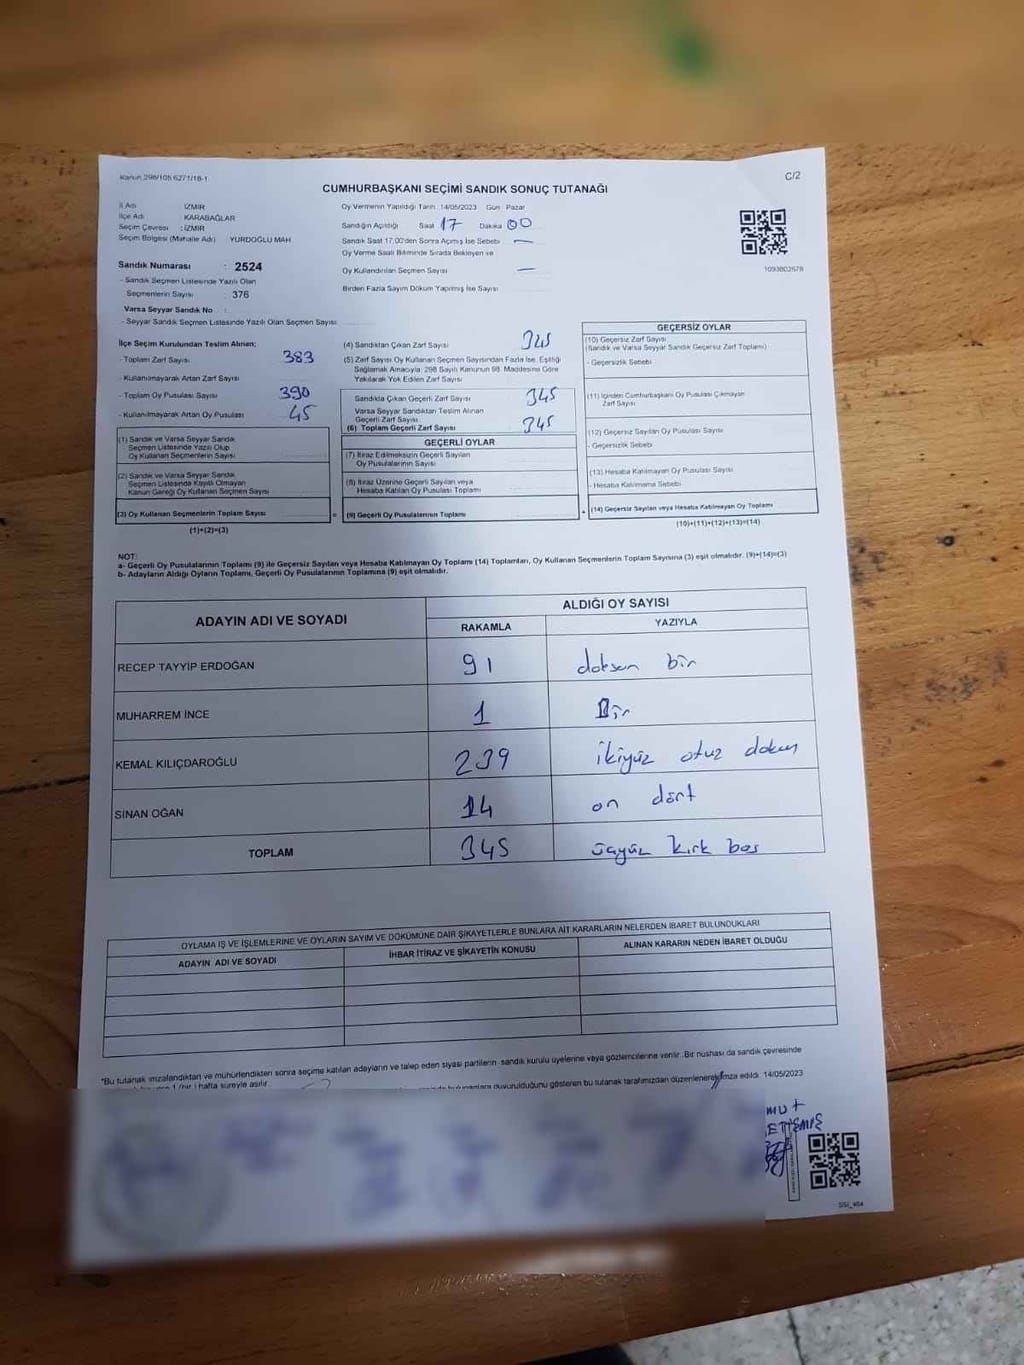 Kanun 298/105 6271/18-1
C/2
CUMHURBAŞKANI SEÇİMİ SANDIK SONUÇ TUTANAĞI
İl Adı : İZMİR
İlçe Adı : KARABAĞLAR
Seçim Çevresi : İZMİR
Seçim Bölgesi (Mahalle Adı) YURDOĞLU MAH
Sandık Numarası : 2524
- Sandık Seçmen Listesinde Yazılı Olan
Seçmenlerin Sayısı : 376
Varsa Seyyar Sandık No :
- Seyyar Sandık Seçmen Listesinde Yazılı Olan Seçmen Sayısı
Oy Vermenin Yapıldığı Tarih :14/05/2023 Gün : Pazar
Sandığın Açıldığı Saat 17 Dakika 00
Sandık Saat 17:00'den Sonra Açmış İse Sebebi —
Oy Verme Saati Bitiminde Sırada Bekleyen ve
Oy Kullandırılan Seçmen Sayısı —
Birden Fazla Sayım Döküm Yapılmış İse Sayısı
1093802678
İlçe Seçim Kurulundan Teslim Alınan;
- Toplam Zarf Sayısı 383
- Kullanılmayarak Artan Zarf Sayısı
- Toplam Oy Pusulası Sayısı 390
- Kullanılmayarak Artan Oy Pusulası 45
(4) Sandıktan Çıkan Zarf Sayısı 345
(5) Zarf Sayısı Oy Kullanan Seçmen Sayısından Fazla İse, Eşitliği
Sağlamak Amacıyla; 298 Sayılı Kanunun 98. Maddesini Göre
Yakılarak Yok Edilen Zarf Sayısı
Sandıkda Çıkan Geçerli Zarf Sayısı 345
Varsa Seyyar Sandıktan Teslim Alınan
Geçerli Zarf Sayısı
(6) Toplam Geçerli Zarf Sayısı 345
GEÇERSİZ OYLAR
(10) Geçersiz Zarf Sayısı
(Sandık ve Varsa Seyyar Sandık Geçersiz Zarf Toplamı)
- Geçersizlik Sebebi
(11) İçinden Cumhurbaşkanı Oy Pusulası Çıkmayan
Zarf Sayısı
(12) Geçersiz Sayılan Oy Pusulası Sayısı
- Geçersizlik Sebebi
(13) Hesaba Katılmayan Oy Pusulası Sayısı
- Hesaba Katılmama Sebebi
(14) Geçersiz Sayılan veya Hesaba Katılmayan Oy Toplamı
(10)+(11)+(12)+(13)=(14)
(1) Sandık ve Varsa Seyyar Sandık
Seçmen Listesinde Yazılı Olup
Oy Kullanan Seçmenlerin Sayısı
(2) Sandık ve Varsa Seyyar Sandık
Seçmen Listesinde Kayıtlı Olmayan
Kanun Gereği Oy Kullanan Seçmen Sayısı
(3) Oy Kullanan Seçmenlerin Toplam Sayısı
(1)+(2)=(3)
GEÇERLİ OYLAR
(7) İtiraz Edilmeksizin Geçerli Sayılan
Oy Pusulalarının Sayısı
(8) İtiraz Üzerine Geçerli Sayılan veya
Hesaba Katılan Oy Pusulası Toplamı
(9) Geçerli Oy Pusulalarının Toplamı
NOT:
a- Geçerli Oy Pusulalarının Toplamı (9) ile Geçersiz Sayılan veya Hesaba Katılmayan Oy Toplamı (14) Toplamları, Oy Kullanan Seçmenlerin Toplam Sayısına (3) eşit olmalıdır. (9)+(14)=(3)
b- Adayların Aldığı Oyların Toplamı, Geçerli Oy Pusulalarının Toplamına (9) eşit olmalıdır.
ADAYIN ADI VE SOYADI
ALDIĞI OY SAYISI
RAKAMLA YAZIYLA
RECEP TAYYİP ERDOĞAN 91 doksan bir
MUHARREM İNCE 1 Bir
KEMAL KILIÇDAROĞLU 239 ikiyüz otuz dokuz
SİNAN OĞAN 14 on dört
TOPLAM 345 üçyüz kırk beş
OYLAMA İŞ VE İŞLEMLERİNE VE OYLARIN SAYIM VE DÖKÜMÜNE DAİR ŞİKAYETLERLE BUNLARA AİT KARARLARIN NELERDEN İBARET BULUNDUKLARI
ADAYIN ADI VE SOYADI İHBAR İTİRAZ VE ŞİKAYETİN KONUSU ALINAN KARARIN NEDEN İBARET OLDUĞU
*Bu tutanak imzalandıktan ve mühürlendikten sonra seçime katılan adayların ve talep eden siyasi partilerin sandık kurulu üyelerine veya gözlemcilerine verilir. Bir nüshası da sandık çevresinde
hafta süreyle asılır.
duyurulduğunu gösteren bu tutanak tarafımızdan düzenlenerek imza edildi. 14/05/2023